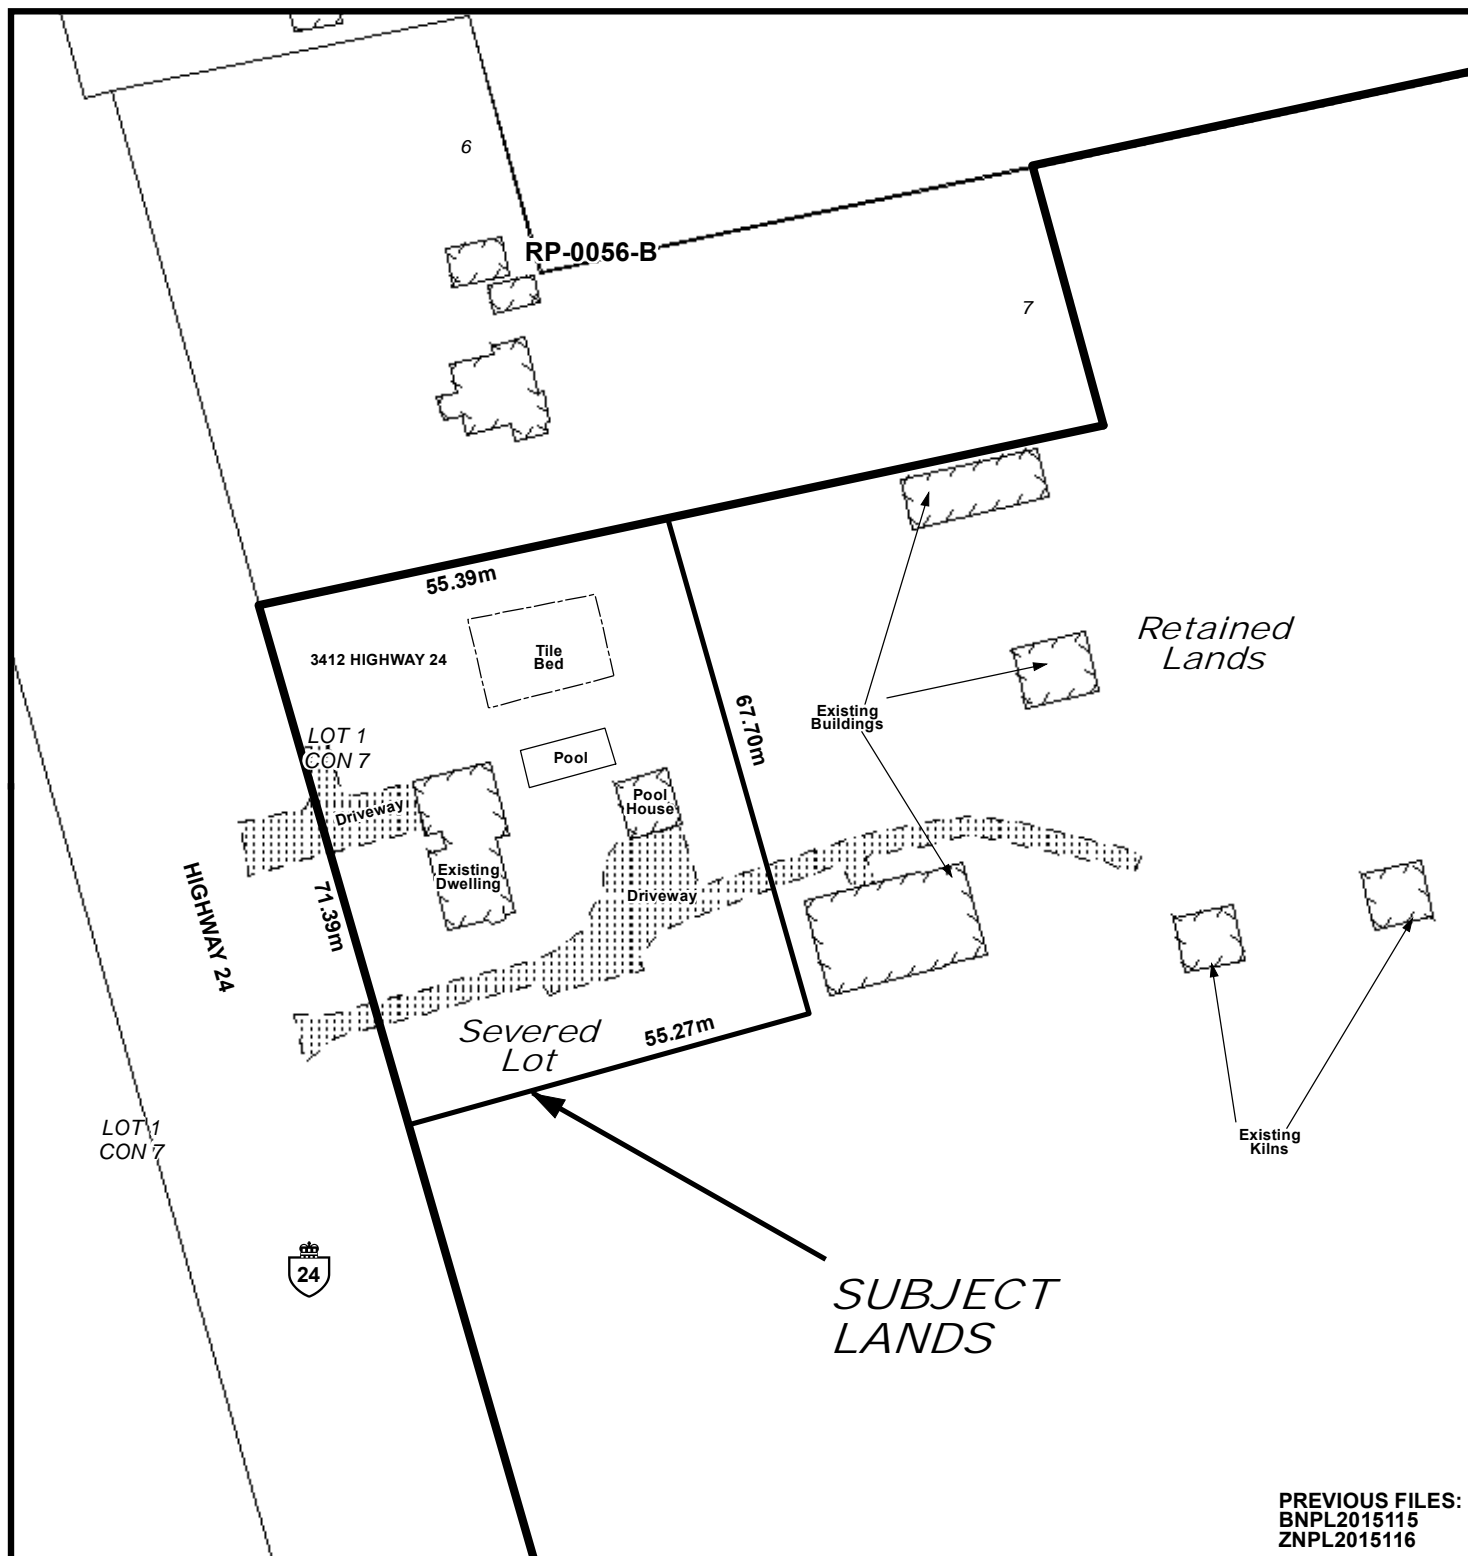 6
RP-0056-B
7
55.39m
3412 HIGHWAY 24
Tile
Bed
Retained
Lands
67.70m
Existing
Buildings
LOT 1
CON 7
Pool
Pool
House
Driveway
Existing
Dwelling
Driveway
HIGHWAY 24
71.39m
Severed
Lot
55.27m
LOT 1
CON 7
Existing
Kilns
24
SUBJECT
LANDS
PREVIOUS FILES:
BNPL2015115
ZNPL2015116